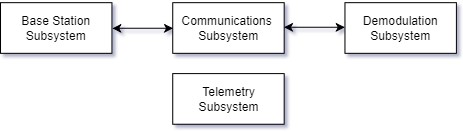 Base Station
Subsystem
Communications
Subsystem
Demodulation
Subsystem
Telemetry
Subsystem